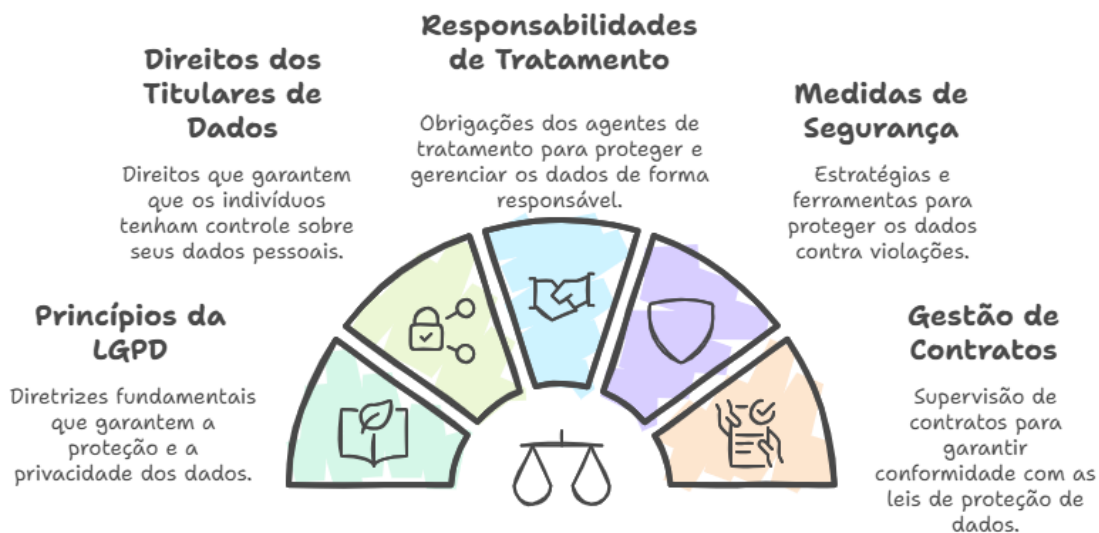 Princípios da
LGPD
Diretrizes fundamentais
que garantem a
proteção e a
privacidade dos dados.
Direitos dos
Titulares de
Dados
Direitos que garantem
que os indivíduos
tenham controle sobre
seus dados pessoais.
Responsabilidades
de Tratamento
Obrigações dos agentes de
tratamento para proteger e
gerenciar os dados de forma
responsável.
Medidas de
Segurança
Estratégias e
ferramentas para
proteger os dados
contra violações.
Gestão de
Contratos
Supervisão de
contratos para
garantir
conformidade com as
leis de proteção de
dados.